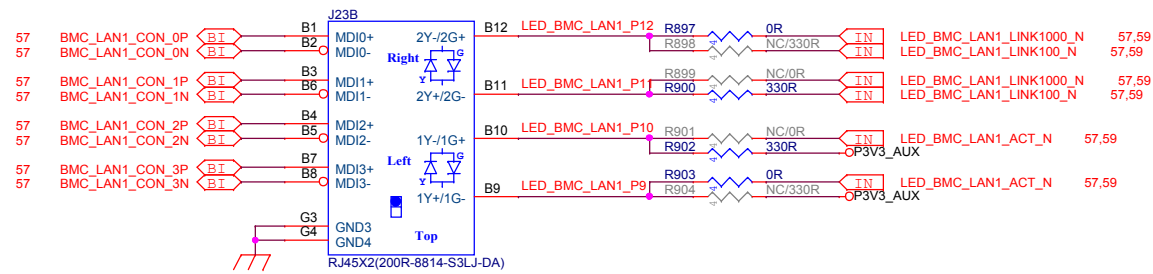 J23B
57 BMC_LAN1_CON_0P BI B1 MDI0+ 2Y-/2G+ B12 LED_BMC_LAN1_P12 R897 0R IN LED_BMC_LAN1_LINK1000_N 57,59
57 BMC_LAN1_CON_0N BI B2 MDI0- R898 NC/330R IN LED_BMC_LAN1_LINK100_N 57,59
Right G
Y
57 BMC_LAN1_CON_1P BI B3 MDI1+ R899 NC/0R IN LED_BMC_LAN1_LINK1000_N 57,59
57 BMC_LAN1_CON_1N BI B6 MDI1- 2Y+/2G- B11 LED_BMC_LAN1_P11 R900 330R IN LED_BMC_LAN1_LINK100_N 57,59
57 BMC_LAN1_CON_2P BI B4 MDI2+ 1Y-/1G+ B10 LED_BMC_LAN1_P10 R901 NC/0R IN LED_BMC_LAN1_ACT_N 57,59
57 BMC_LAN1_CON_2N BI B5 MDI2- R902 330R P3V3_AUX
Left G
Y
57 BMC_LAN1_CON_3P BI B7 MDI3+ R903 0R IN LED_BMC_LAN1_ACT_N 57,59
57 BMC_LAN1_CON_3N BI B8 MDI3- 1Y+/1G- B9 LED_BMC_LAN1_P9 R904 NC/330R P3V3_AUX
G3 GND3
G4 GND4 Top
RJ45X2(200R-8814-S3LJ-DA)